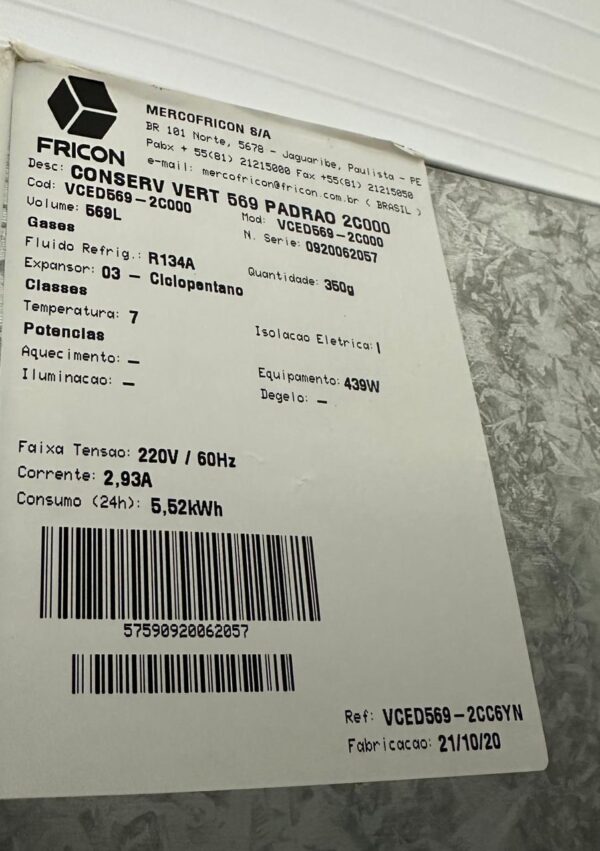 FRICON
MERCOFRICON S/A
BR 101 Norte, 5678 - Jaguaribe, Paulista - PE
Pabx + 55(81) 21215000 Fax +55(81) 21215050
e-mail: mercofricon@fricon.com.br ( BRASIL )
Desc: CONSERV VERT 569 PADRAO 2C000
Cod: VCED569-2C000 Mod: VCED569-2C000
Volume: 569L N. Serie: 0920062057
Gases
Fluido Refrig.: R134A Quantidade: 350g
Expansor: 03 - Ciclopentano
Classes
Temperatura: 7 Isolacao Eletrica: I
Potencias
Aquecimento: - Equipamento: 439W
Iluminacao: - Degelo: -
Faixa Tensao: 220V / 60Hz
Corrente: 2,93A
Consumo (24h): 5,52kWh
57590920062057
Ref: VCED569-2CC6YN
Fabricacao: 21/10/20